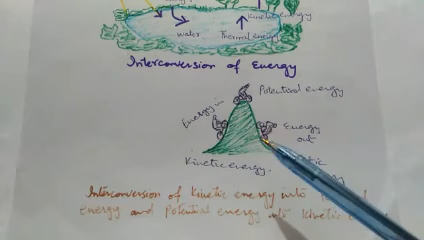 kinetic energy
water Thermal energy
Interconversion of Energy
Potential energy
Energy in
Energy out
Kinetic energy.
Interconversion of kinetic energy into
energy and potential energy into kinetic